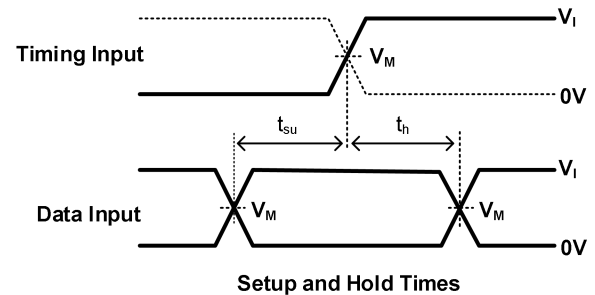 V_I
Timing Input
V_M
0V
t_su
t_h
V_I
Data Input
V_M
V_M
0V
Setup and Hold Times